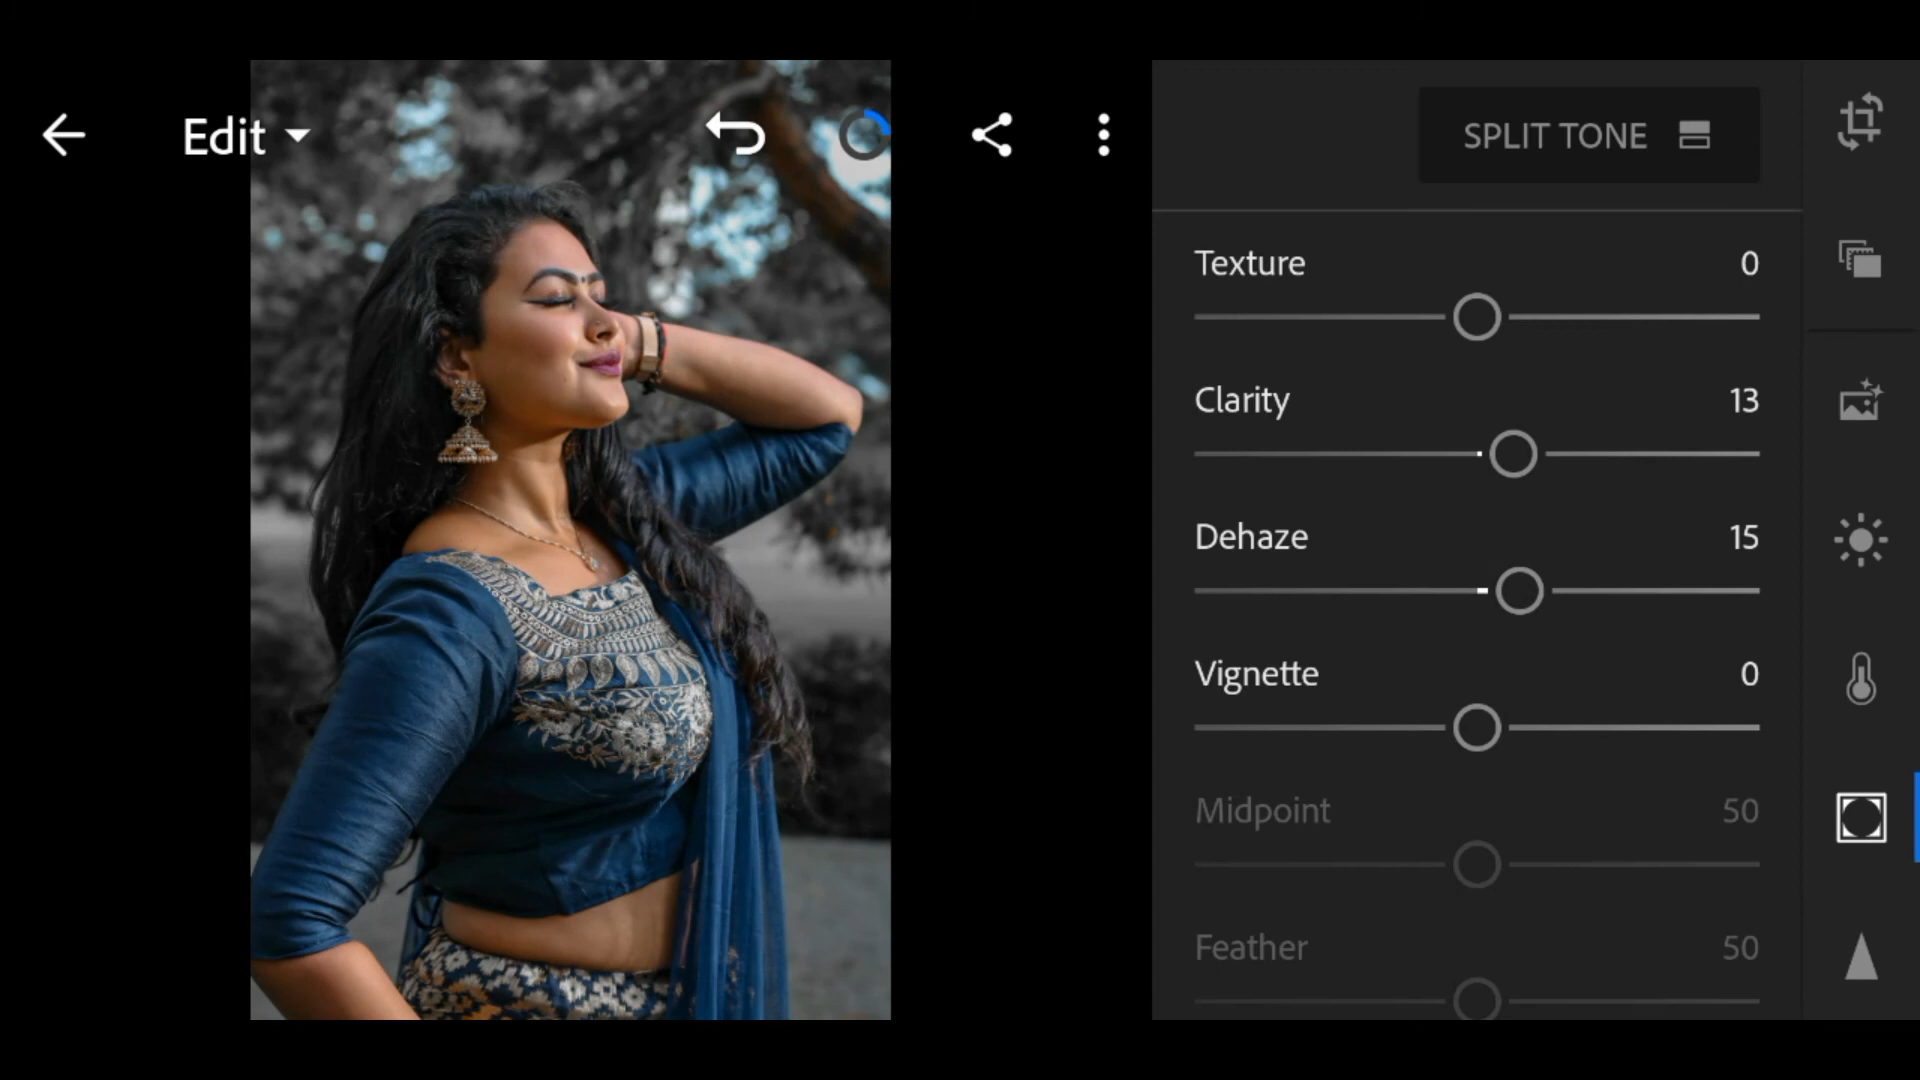 Edit
SPLIT TONE
Texture 0
Clarity 13
Dehaze 15
Vignette 0
Midpoint 50
Feather 50